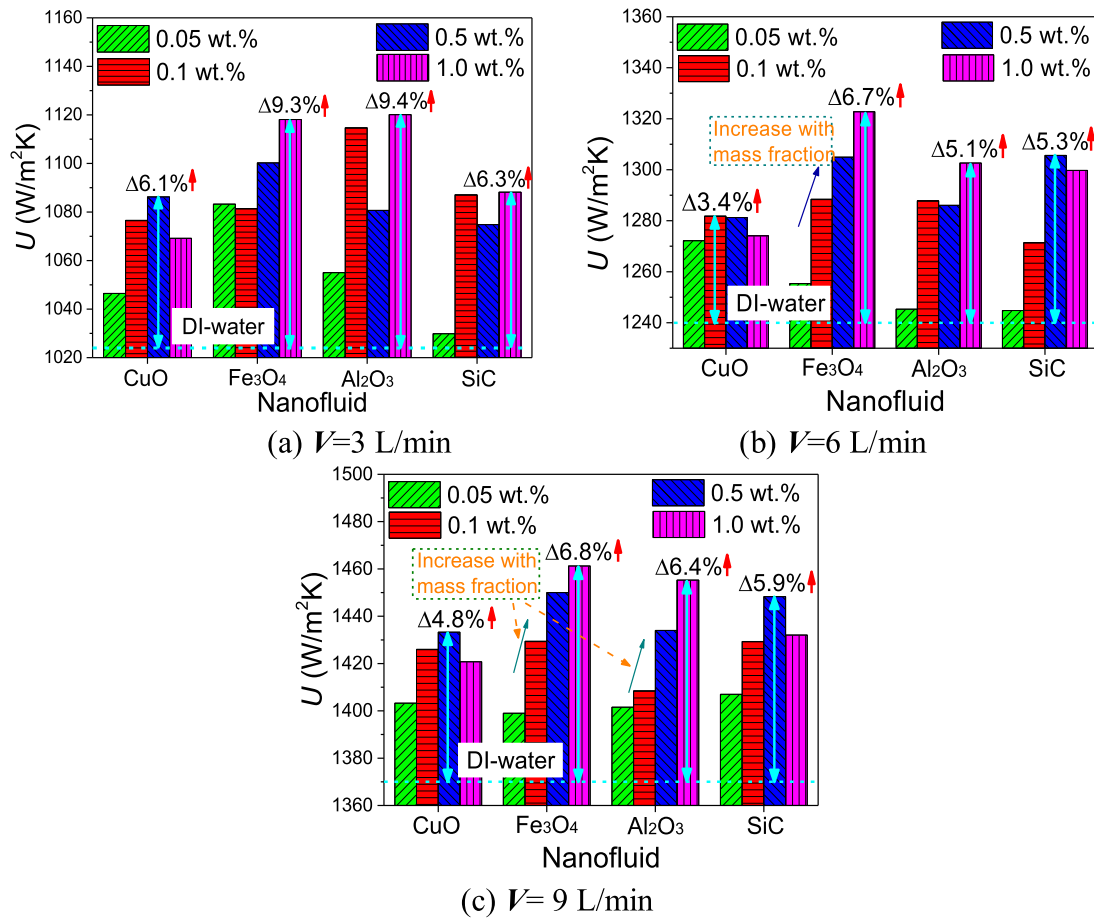 1160
1140
1120
1100
1080
1060
1040
1020
U (W/m²K)
0.05 wt.%
0.1 wt.%
0.5 wt.%
1.0 wt.%
Δ6.1%
Δ9.3%
Δ9.4%
Δ6.3%
DI-water
CuO Fe₃O₄ Al₂O₃ SiC
Nanofluid
(a) V=3 L/min
1360
1340
1320
1300
1280
1260
1240
U (W/m²K)
0.05 wt.%
0.1 wt.%
0.5 wt.%
1.0 wt.%
Increase with
mass fraction
Δ3.4%
Δ6.7%
Δ5.1%
Δ5.3%
DI-water
CuO Fe₃O₄ Al₂O₃ SiC
Nanofluid
(b) V=6 L/min
1500
1480
1460
1440
1420
1400
1380
1360
U (W/m²K)
0.05 wt.%
0.1 wt.%
0.5 wt.%
1.0 wt.%
Increase with
mass fraction
Δ4.8%
Δ6.8%
Δ6.4%
Δ5.9%
DI-water
CuO Fe₃O₄ Al₂O₃ SiC
Nanofluid
(c) V= 9 L/min